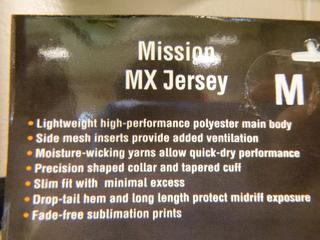 Mission
MX Jersey
M
• Lightweight high-performance polyester main body
• Side mesh inserts provide added ventilation
• Moisture-wicking yarns allow quick-dry performance
• Precision shaped collar and tapered cuff
• Slim fit with minimal excess
• Drop-tail hem and long length protect midriff exposure
• Fade-free sublimation prints